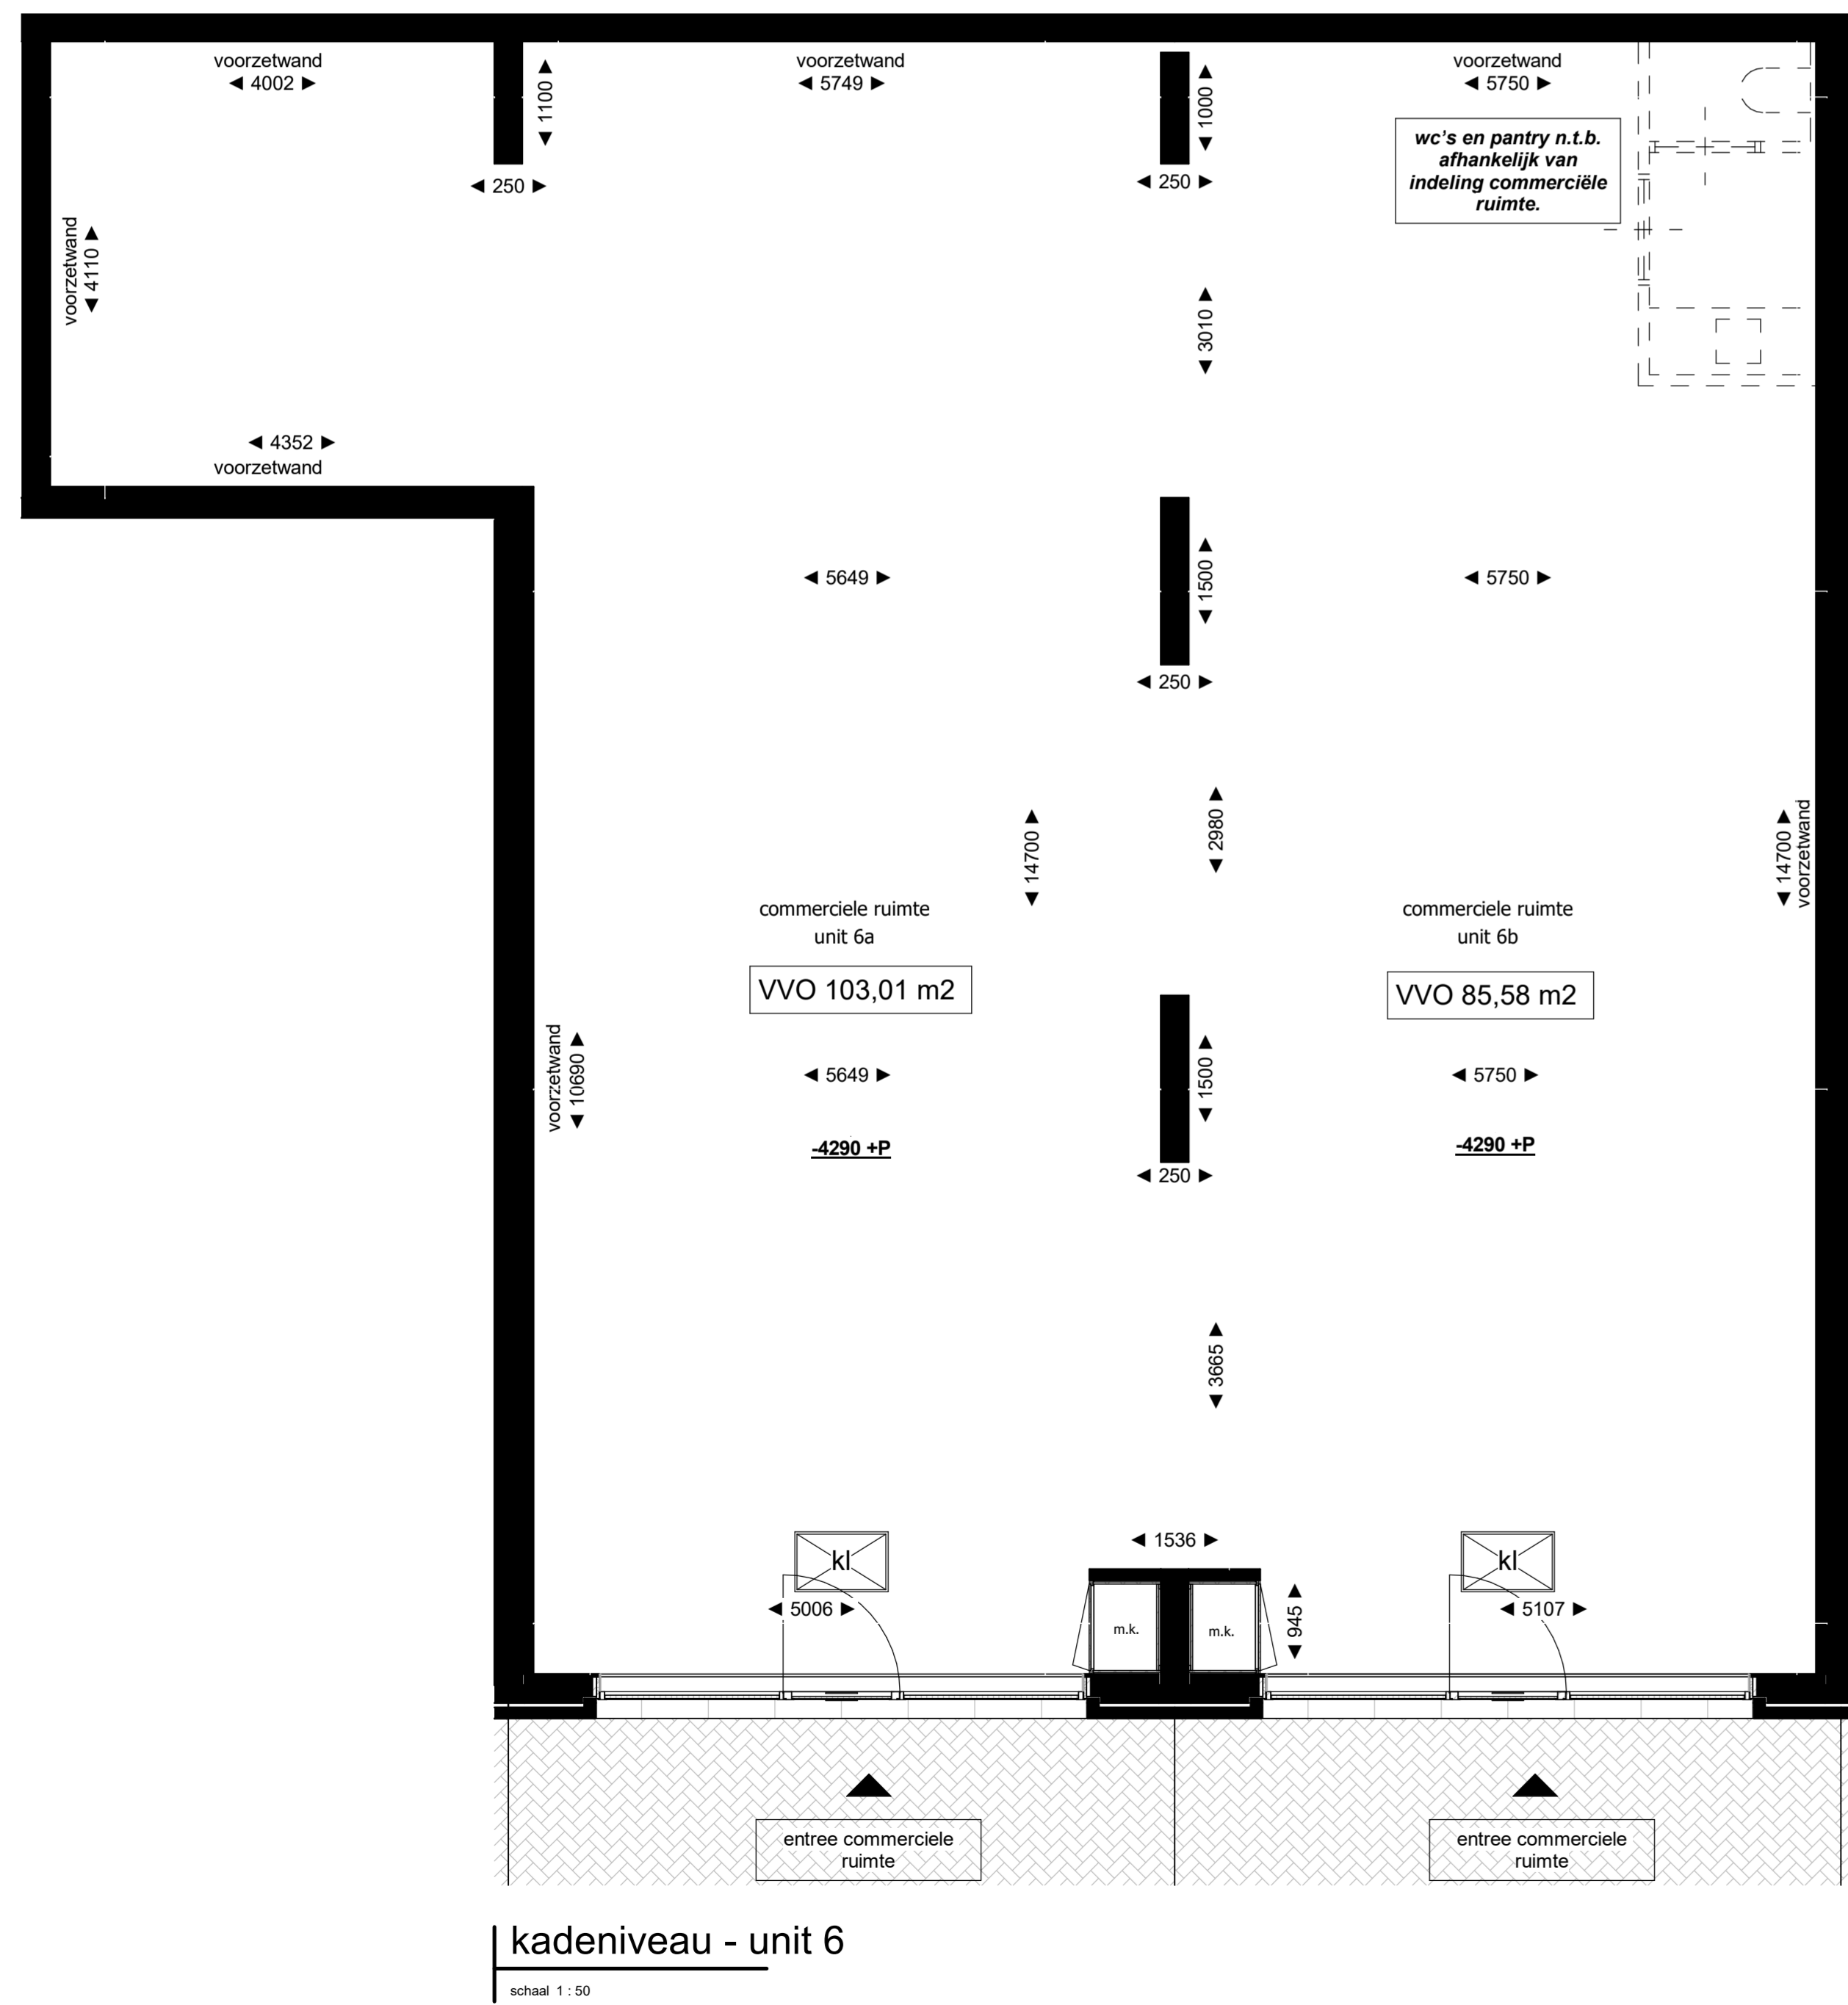 voorzetwand
◄ 4002 ►
voorzetwand
◄ 5749 ►
voorzetwand
◄ 5750 ►
◄ 1100 ►
◄ 1000 ►
wc's en pantry n.t.b.
afhankelijk van
indeling commerciële
ruimte.
◄ 250 ►
◄ 250 ►
voorzetwand
◄ 4110 ►
◄ 3010 ►
◄ 4352 ►
voorzetwand
◄ 5649 ►
◄ 1500 ►
◄ 5750 ►
◄ 250 ►
◄ 14700 ►
◄ 2980 ►
◄ 14700 ►
voorzetwand
commerciele ruimte
unit 6a
VVO 103,01 m2
commerciele ruimte
unit 6b
VVO 85,58 m2
voorzetwand
◄ 10690 ►
◄ 5649 ►
◄ 1500 ►
◄ 5750 ►
-4290 +P
-4290 +P
◄ 250 ►
◄ 3665 ►
◄ 1536 ►
kl
kl
◄ 5006 ►
m.k.
m.k.
◄ 945 ►
◄ 5107 ►
entree commerciele
ruimte
entree commerciele
ruimte
kadeniveau - unit 6
schaal 1 : 50